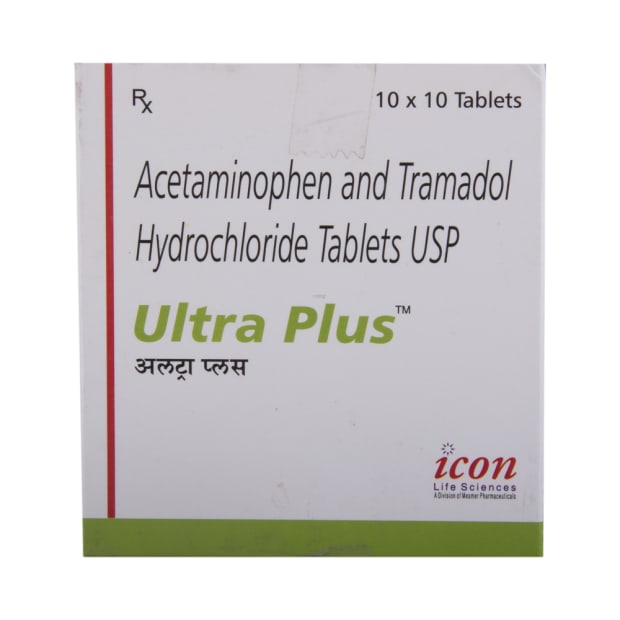 Rx
10 x 10 Tablets
Acetaminophen and Tramadol
Hydrochloride Tablets USP
Ultra Plus™
अलट्रा प्लस
icon
Life Sciences
A Division of Mesmer Pharmaceuticals